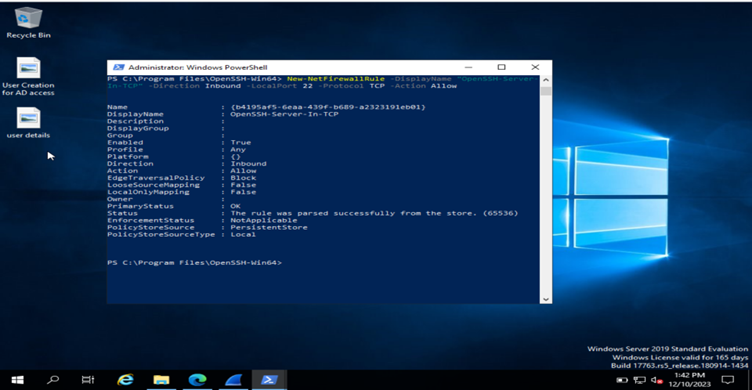 Recycle Bin
User Creation
for AD access
user details
Administrator: Windows PowerShell
PS C:\Program Files\OpenSSH-Win64> New-NetFirewallRule -DisplayName "OpenSSH-Server-
In-TCP" -Direction Inbound -LocalPort 22 -Protocol TCP -Action Allow
Name : {b4195af5-6eaa-439f-b689-a2323191eb01}
DisplayName : OpenSSH-Server-In-TCP
Description :
DisplayGroup :
Group :
Enabled : True
Profile : Any
Platform : {}
Direction : Inbound
Action : Allow
EdgeTraversalPolicy : Block
LooseSourceMapping : False
LocalOnlyMapping : False
Owner :
PrimaryStatus : OK
Status : The rule was parsed successfully from the store. (65536)
EnforcementStatus : NotApplicable
PolicyStoreSource : PersistentStore
PolicyStoreSourceType : Local
PS C:\Program Files\OpenSSH-Win64>
Windows Server 2019 Standard Evaluation
Windows License valid for 165 days
Build 17763.rs5_release.180914-1434
1:42 PM
12/10/2023